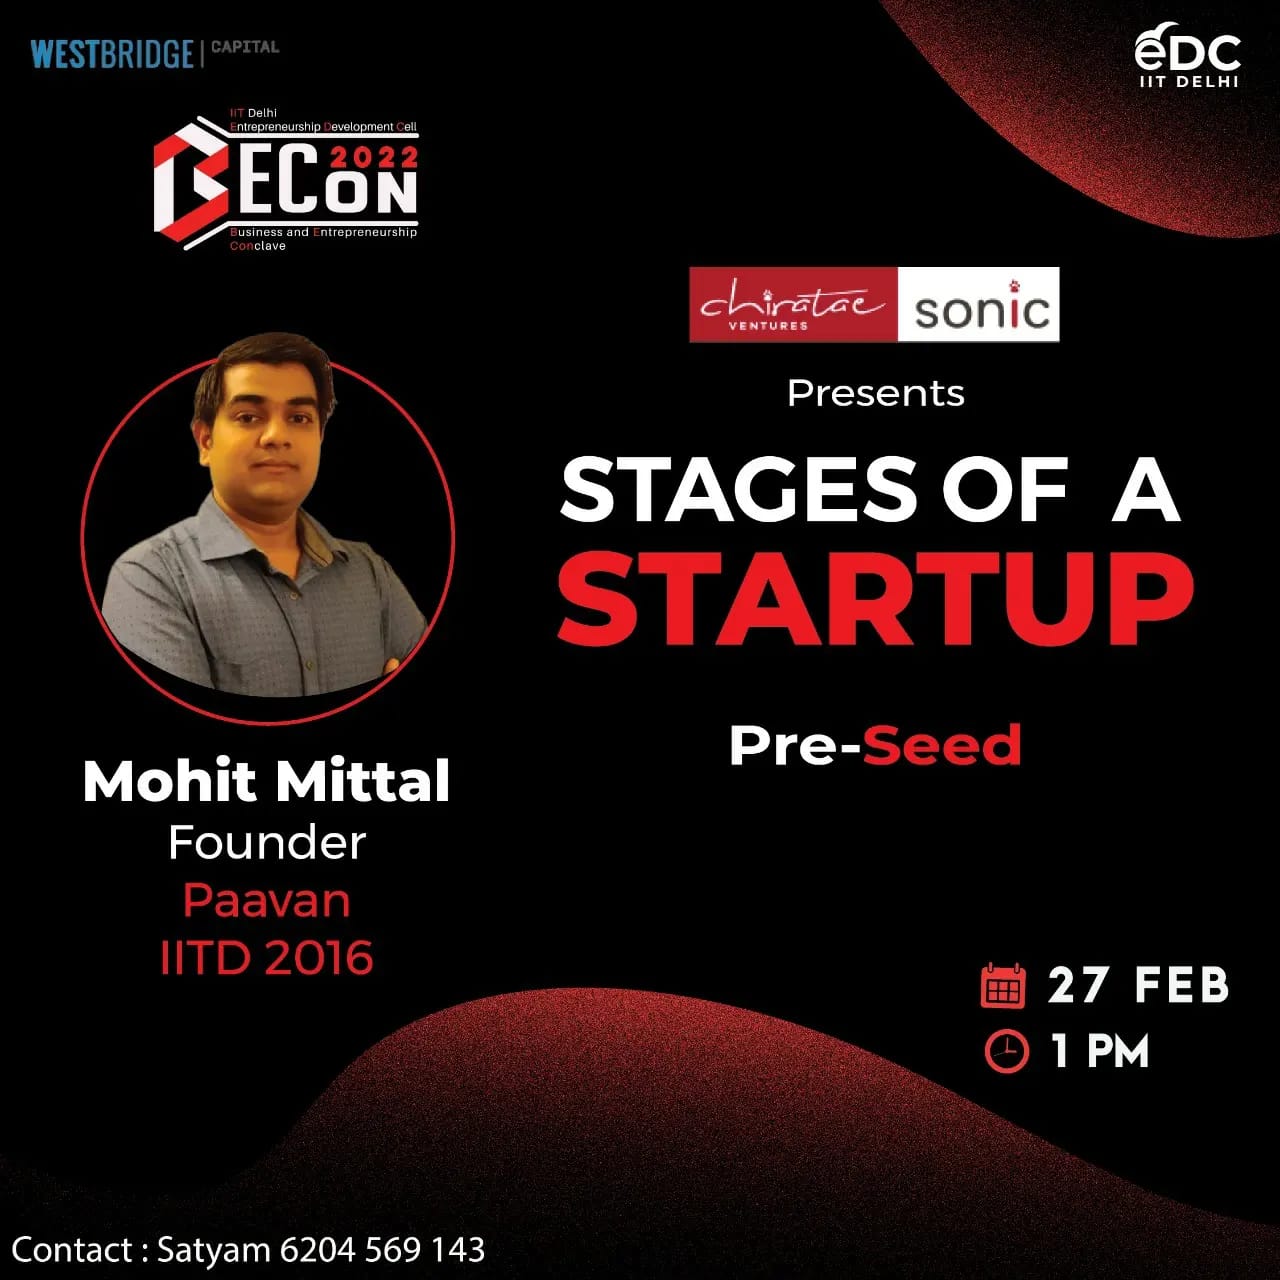 WESTBRIDGE | CAPITAL
eDC
IIT DELHI
IIT Delhi
Entrepreneurship Development Cell
BECON 2022
Business and Entrepreneurship
Conclave
chiratae
VENTURES
sonic
Presents
STAGES OF A
STARTUP
Pre-Seed
Mohit Mittal
Founder
Paavan
IITD 2016
27 FEB
1 PM
Contact : Satyam 6204 569 143